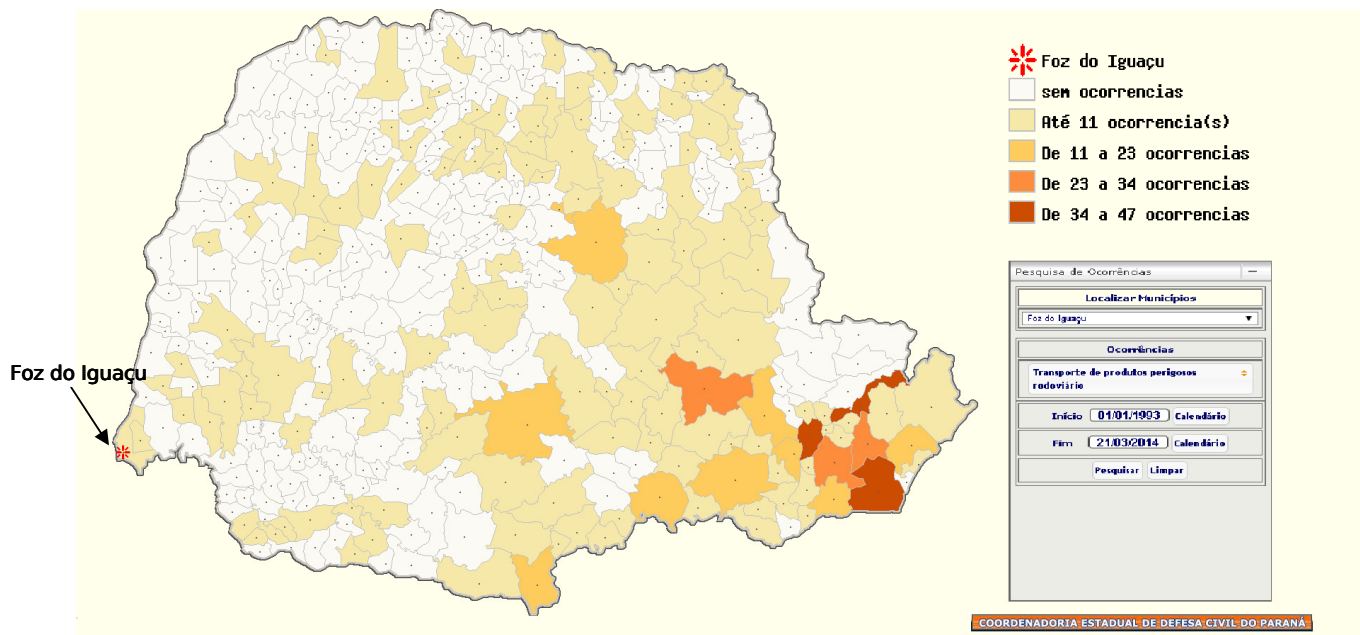 Foz do Iguaçu
sem ocorrencias
Até 11 ocorrencia(s)
De 11 a 23 ocorrencias
De 23 a 34 ocorrencias
De 34 a 47 ocorrencias
Pesquisa de Ocorrências
Localizar Municípios
Foz do Iguaçu
Ocorrências
Transporte de produtos perigosos
rodoviário
Início 01/01/1993 Calendário
Fim 21/03/2014 Calendário
Pesquisar Limpar
Foz do Iguaçu
COORDENADORIA ESTADUAL DE DEFESA CIVIL DO PARANÁ